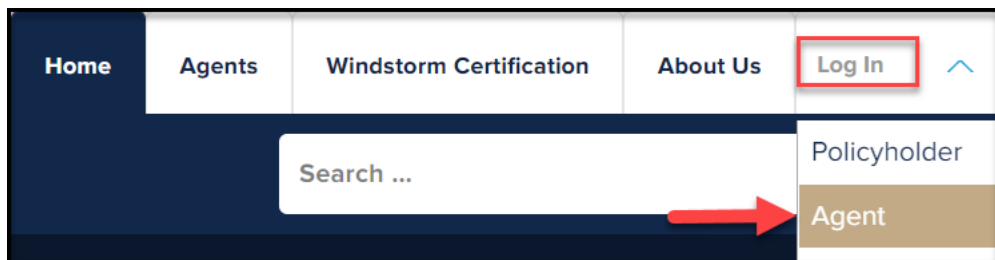 Home Agents Windstorm Certification About Us Log In
Search ...
Policyholder
Agent